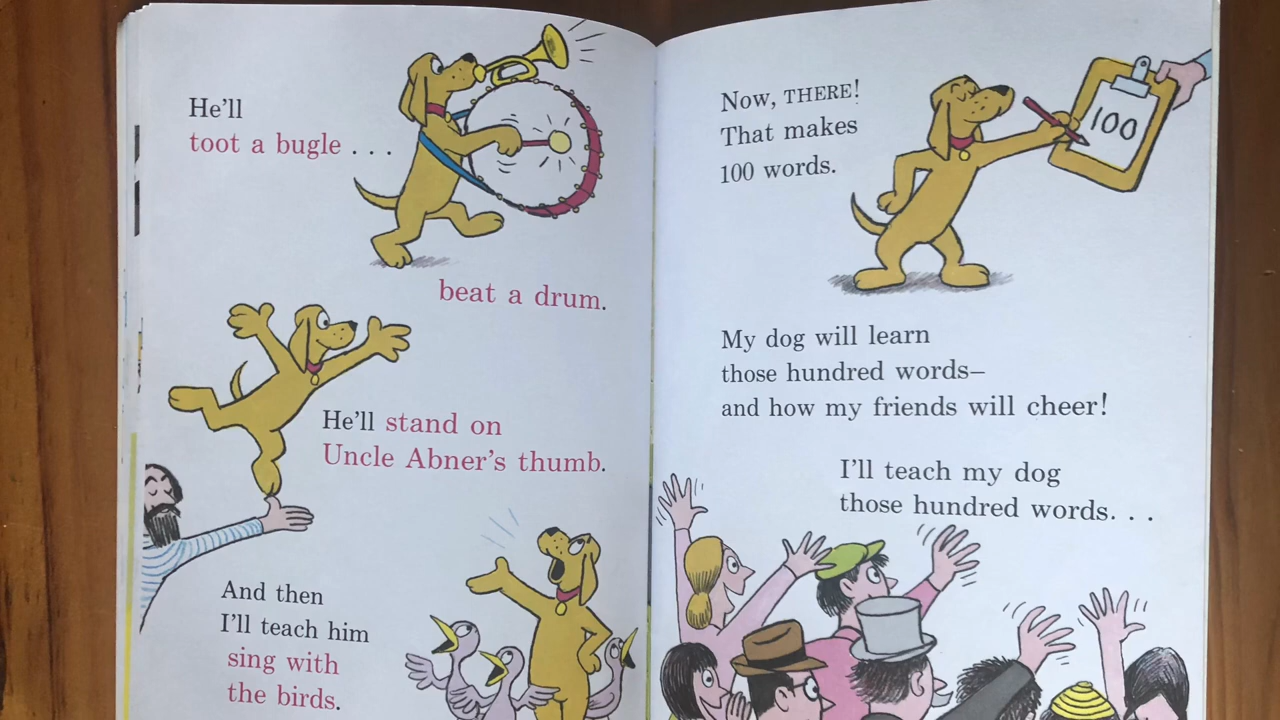 He'll
toot a bugle . . .
beat a drum.
He'll stand on
Uncle Abner's thumb.
And then
I'll teach him
sing with
the birds.
Now, THERE!
That makes
100 words.
100
My dog will learn
those hundred words–
and how my friends will cheer!
I'll teach my dog
those hundred words. . .